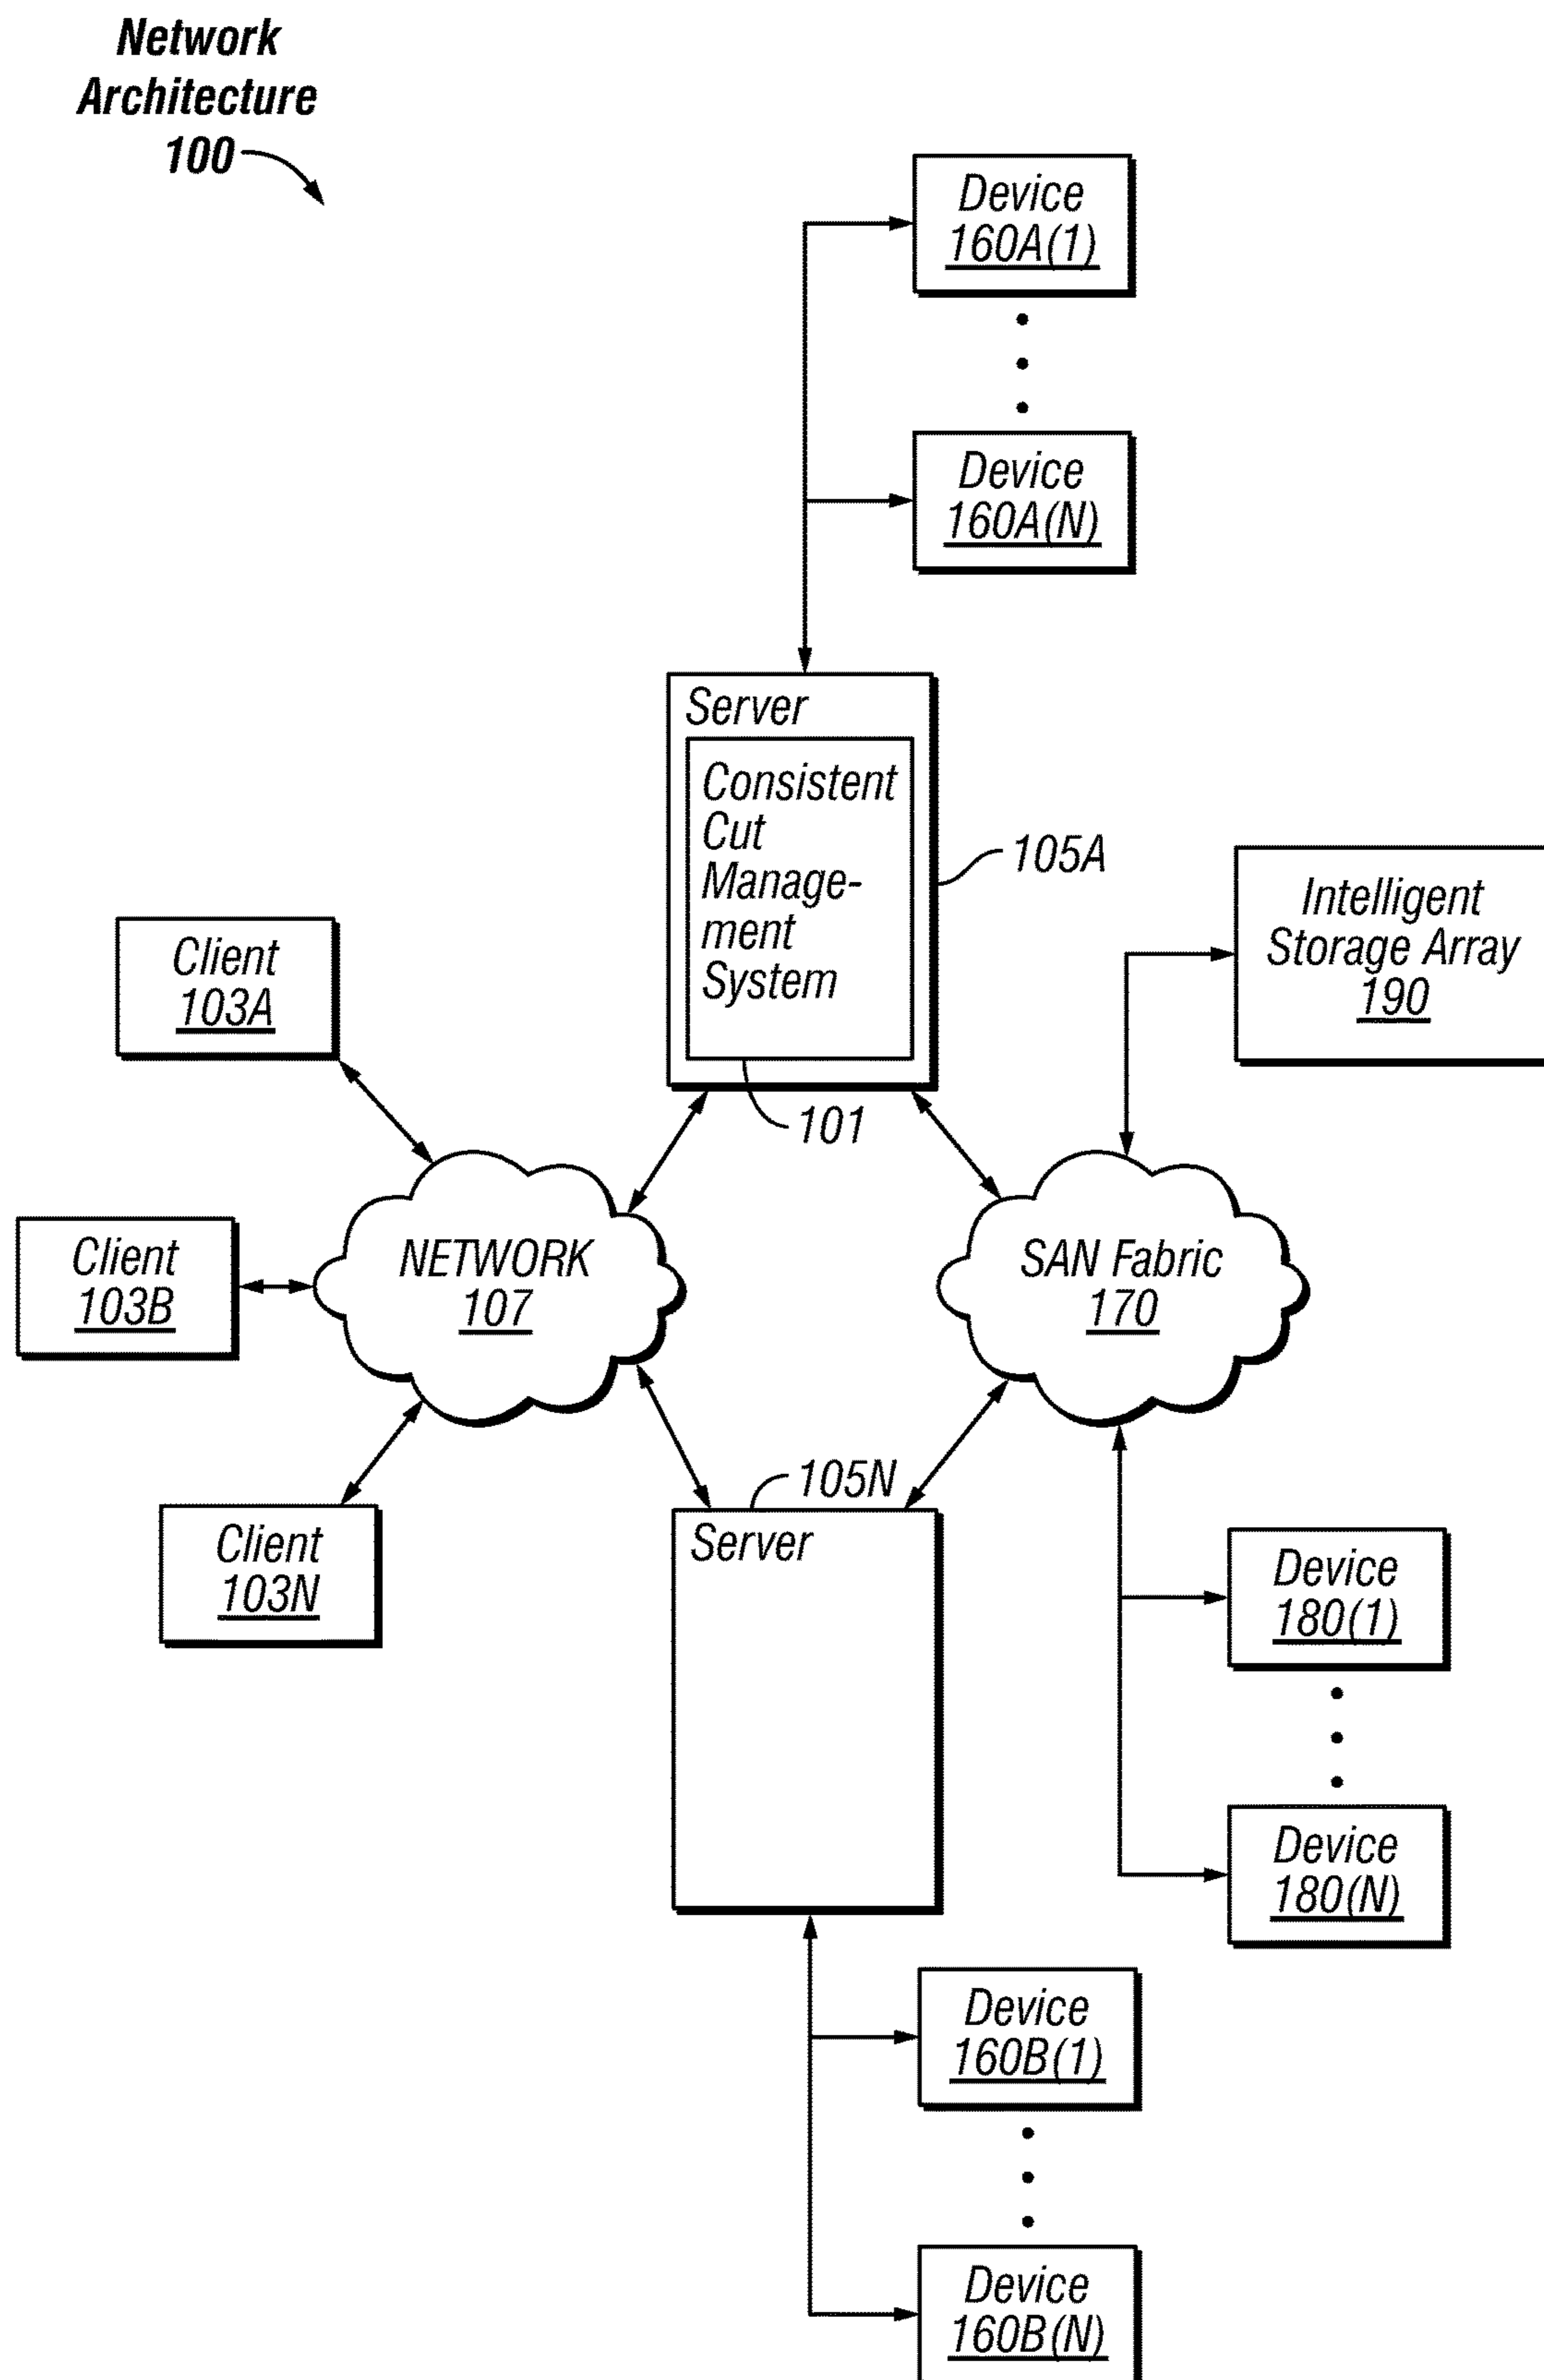 Network
Architecture
100
Device
160A(1)
Device
160A(N)
Server
Consistent
Cut
Manage-
ment
System
105A
101
Intelligent
Storage Array
190
Client
103A
Client
103B
Client
103N
NETWORK
107
SAN Fabric
170
105N
Server
Device
180(1)
Device
180(N)
Device
160B(1)
Device
160B(N)